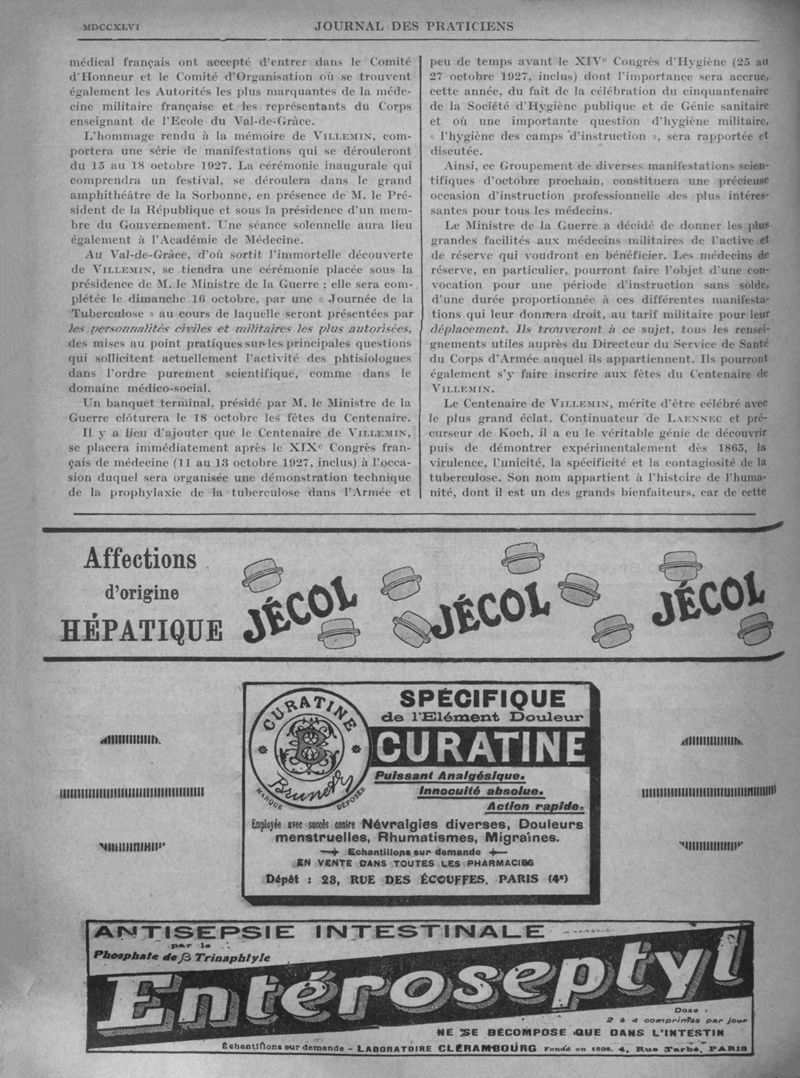 MDCCXLVI
JOURNAL DES PRATICIENS
médical français ont accepté d'entrer dans le Comité
d'Honneur et le Comité d'Organisation où se trouvent
également les Autorités les plus marquantes de la méde-
cine militaire française et les représentants du Corps
enseignant de l'Ecole du Val-de-Grâce.
L'hommage rendu à la mémoire de VILLEMIN, com-
portera une série de manifestations qui se dérouleront
du 15 au 18 octobre 1927. La cérémonie inaugurale qui
comprendra un festival, se déroulera dans le grand
amphithéâtre de la Sorbonne, en présence de M. le Pré-
sident de la République et sous la présidence d'un mem-
bre du Gouvernement. Une séance solennelle aura lieu
également à l'Académie de Médecine.
Au Val-de-Grâce, d'où sortit l'immortelle découverte
de VILLEMIN, se tiendra une cérémonie placée sous la
présidence de M. le Ministre de la Guerre ; elle sera com-
plétée le dimanche 16 octobre, par une « Journée de la
Tuberculose » au cours de laquelle seront présentées par
les personnalités civiles et militaires les plus autorisées,
des mises au point pratiques sur les principales questions
qui sollicitent actuellement l'activité des phtisiologues
dans l'ordre purement scientifique, comme dans le
domaine médico-social.
Un banquet terminal, présidé par M. le Ministre de la
Guerre clôturera le 18 octobre les fêtes du Centenaire.
Il y a lieu d'ajouter que le Centenaire de VILLEMIN,
se placera immédiatement après le XIXe Congrès fran-
çais de médecine (11 au 13 octobre 1927, inclus) à l'occa-
sion duquel sera organisée une démonstration technique
de la prophylaxie de la tuberculose dans l'Armée et
peu de temps avant le XIVe Congrès d'Hygiène (25 au
27 octobre 1927, inclus) dont l'importance sera accrue,
cette année, du fait de la célébration du cinquantenaire
de la Société d'Hygiène publique et de Génie sanitaire
et où une importante question d'hygiène militaire,
« l'hygiène des camps d'instruction », sera rapportée et
discutée.
Ainsi, ce Groupement de diverses manifestations scien-
tifiques d'octobre prochain, constituera une précieuse
occasion d'instruction professionnelle des plus intéres-
santes pour tous les médecins.
Le Ministre de la Guerre a décidé de donner les plus
grandes facilités aux médecins militaires de l'active et
de réserve qui voudront en bénéficier. Les médecins de
réserve, en particulier, pourront faire l'objet d'une con-
vocation pour une période d'instruction sans solde,
d'une durée proportionnée à ces différentes manifesta-
tions qui leur donnera droit, au tarif militaire pour leur
déplacement. Ils trouveront à ce sujet, tous les rensei-
gnements utiles auprès du Directeur du Service de Santé
du Corps d'Armée auquel ils appartiennent. Ils pourront
également s'y faire inscrire aux fêtes du Centenaire de
VILLEMIN.
Le Centenaire de VILLEMIN, mérite d'être célébré avec
le plus grand éclat. Continuateur de LAENNEC et pré-
curseur de Koch, il a eu le véritable génie de découvrir
puis de démontrer expérimentalement dès 1865, la
virulence, l'unicité, la spécificité et la contagiosité de la
tuberculose. Son nom appartient à l'histoire de l'huma-
nité, dont il est un des grands bienfaiteurs, car de cette
Affections
d'origine
HÉPATIQUE
JÉCOL
JÉCOL
JÉCOL
CURATINE
B
Brunet
MARQUE DÉPOSÉE
SPÉCIFIQUE
de l'Elément Douleur
CURATINE
Puissant Analgésique.
Innocuité absolue.
Action rapide.
Employée avec succès contre Névralgies diverses, Douleurs
menstruelles, Rhumatismes, Migraines.
Echantillons sur demande
EN VENTE DANS TOUTES LES PHARMACIES
Dépôt : 23, RUE DES ÉCOUFFES, PARIS (4e)
ANTISEPSIE INTESTINALE
par le
Phosphate de β Trinaphtyle
Entéroseptyl
Dose :
2 à 4 comprimés par jour
NE SE DÉCOMPOSE QUE DANS L'INTESTIN
Échantillons sur demande - LABORATOIRE CLÉRAMBOURG Fondé en 1898. 4, Rue Tarbé, PARIS